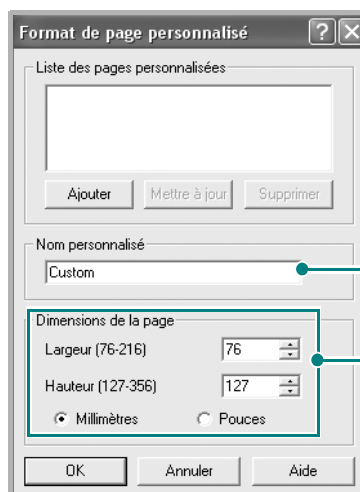 Format de page personnalisé
Liste des pages personnalisées
Ajouter Mettre à jour Supprimer
Nom personnalisé
Custom
Dimensions de la page
Largeur (76-216) 76
Hauteur (127-356) 127
Millimètres Pouces
OK Annuler Aide